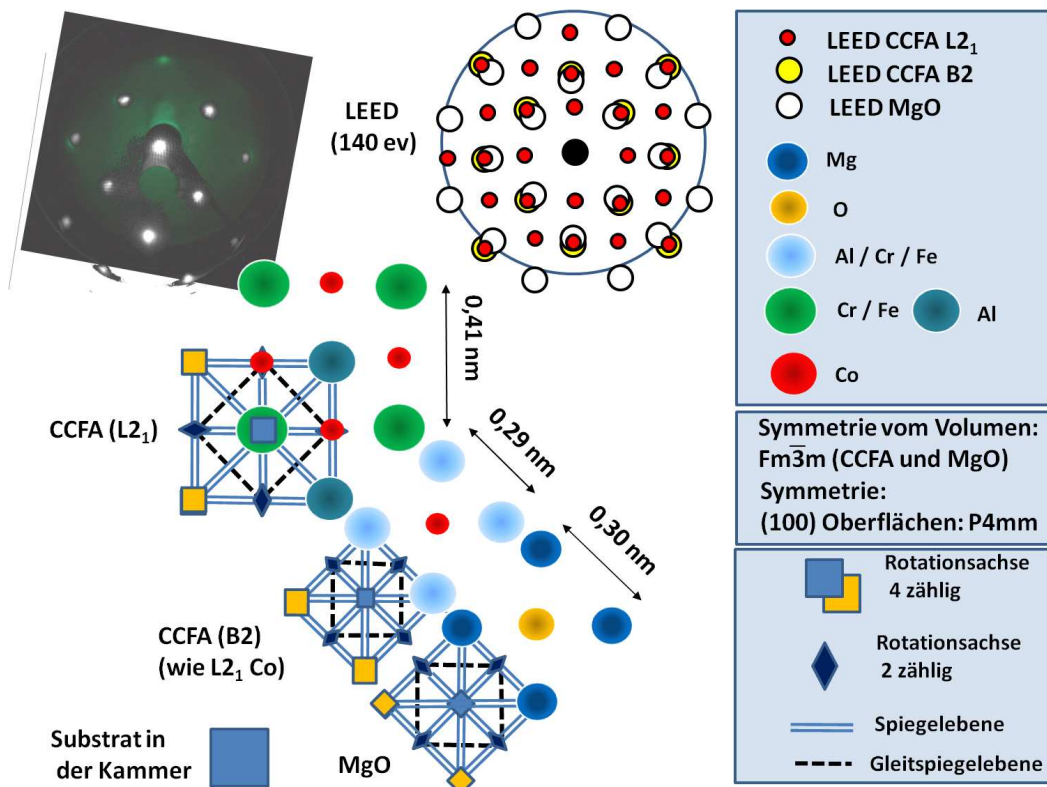 LEED
(140 ev)
LEED CCFA L2₁
LEED CCFA B2
LEED MgO
Mg
O
Al / Cr / Fe
Cr / Fe
Al
Co
0,41 nm
0,29 nm
0,30 nm
CCFA (L2₁)
CCFA (B2)
(wie L2₁ Co)
MgO
Substrat in
der Kammer
Symmetrie vom Volumen:
Fm3̅m (CCFA und MgO)
Symmetrie:
(100) Oberflächen: P4mm
Rotationsachse
4 zählig
Rotationsachse
2 zählig
Spiegelebene
Gleitspiegelebene